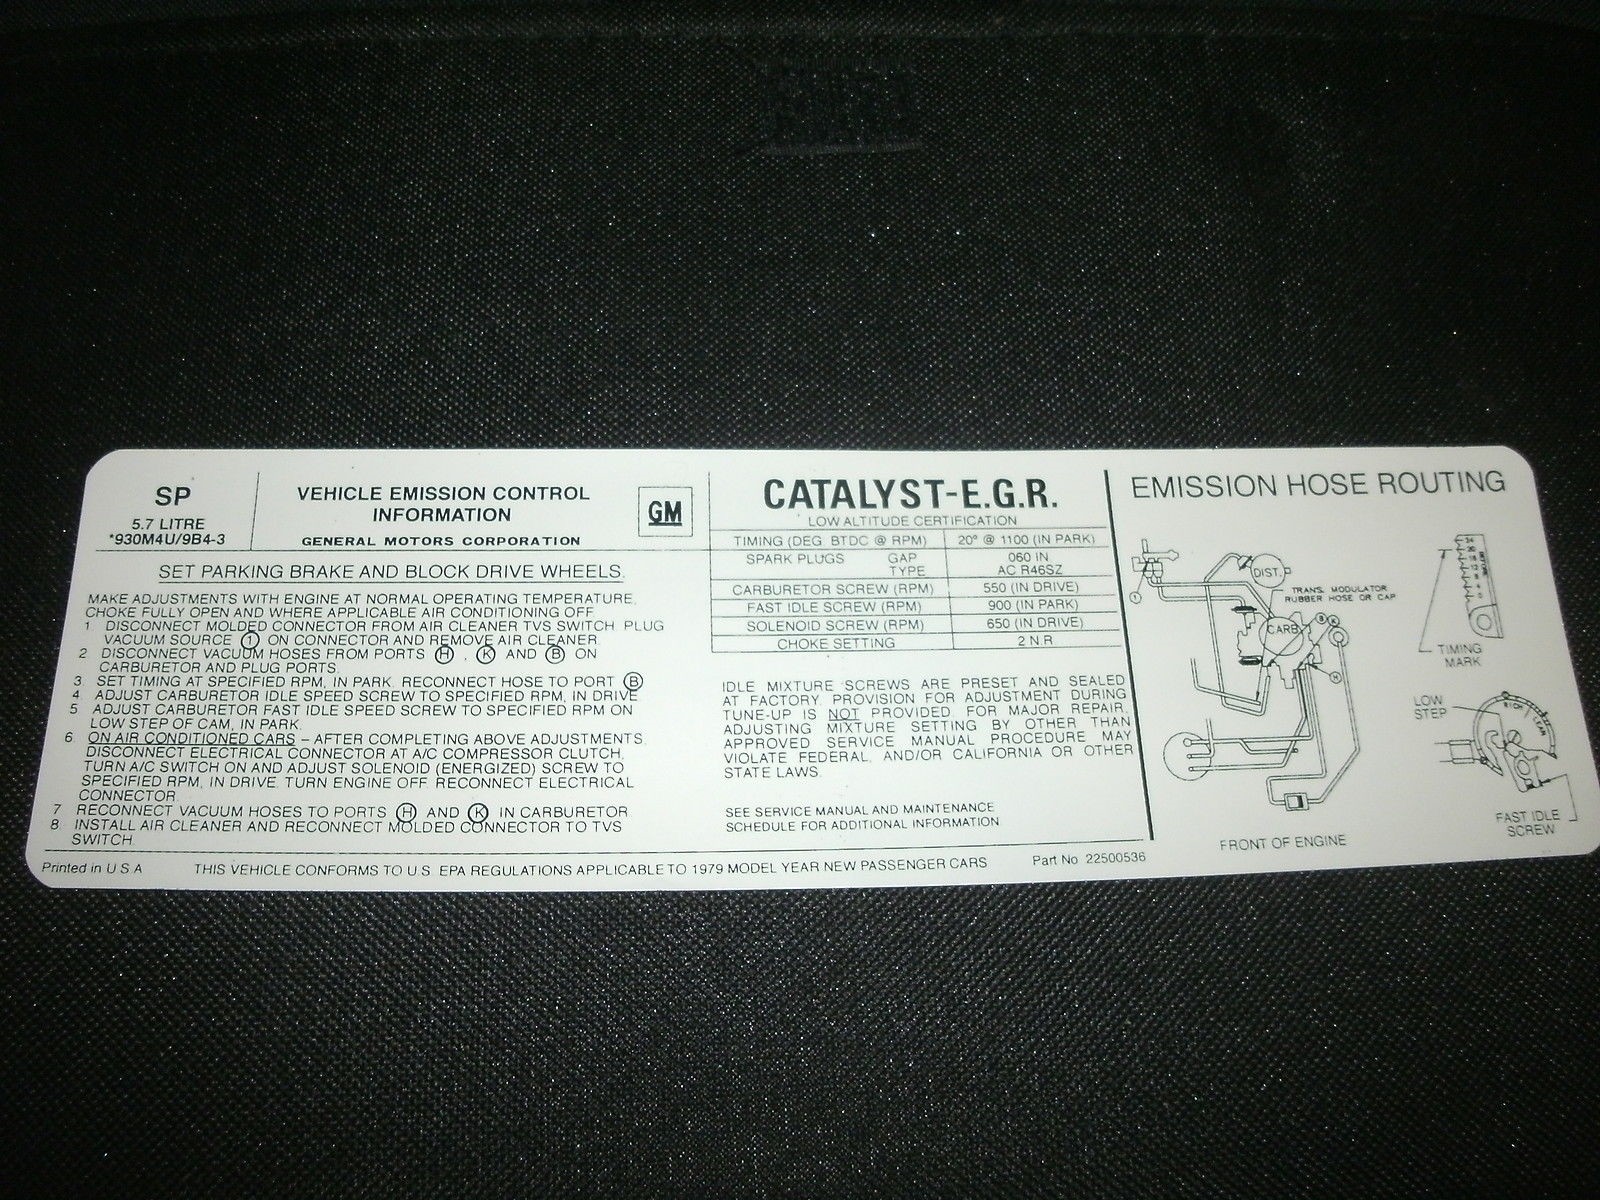 SP
5.7 LITRE
*930M4U/9B4-3
VEHICLE EMISSION CONTROL
INFORMATION
GENERAL MOTORS CORPORATION
GM
SET PARKING BRAKE AND BLOCK DRIVE WHEELS.
MAKE ADJUSTMENTS WITH ENGINE AT NORMAL OPERATING TEMPERATURE,
CHOKE FULLY OPEN AND WHERE APPLICABLE AIR CONDITIONING OFF
1 DISCONNECT MOLDED CONNECTOR FROM AIR CLEANER TVS SWITCH. PLUG
VACUUM SOURCE 1 ON CONNECTOR AND REMOVE AIR CLEANER
2 DISCONNECT VACUUM HOSES FROM PORTS H , K AND B ON
CARBURETOR AND PLUG PORTS.
3 SET TIMING AT SPECIFIED RPM, IN PARK. RECONNECT HOSE TO PORT B
4 ADJUST CARBURETOR IDLE SPEED SCREW TO SPECIFIED RPM, IN DRIVE
5 ADJUST CARBURETOR FAST IDLE SPEED SCREW TO SPECIFIED RPM ON
LOW STEP OF CAM, IN PARK.
6 ON AIR CONDITIONED CARS – AFTER COMPLETING ABOVE ADJUSTMENTS,
DISCONNECT ELECTRICAL CONNECTOR AT A/C COMPRESSOR CLUTCH,
TURN A/C SWITCH ON AND ADJUST SOLENOID (ENERGIZED) SCREW TO
SPECIFIED RPM, IN DRIVE. TURN ENGINE OFF. RECONNECT ELECTRICAL
CONNECTOR.
7 RECONNECT VACUUM HOSES TO PORTS H AND K IN CARBURETOR
8 INSTALL AIR CLEANER AND RECONNECT MOLDED CONNECTOR TO TVS
SWITCH.
CATALYST-E.G.R.
LOW ALTITUDE CERTIFICATION
TIMING (DEG. BTDC @ RPM) 20° @ 1100 (IN PARK)
SPARK PLUGS GAP 060 IN
TYPE AC R46SZ
CARBURETOR SCREW (RPM) 550 (IN DRIVE)
FAST IDLE SCREW (RPM) 900 (IN PARK)
SOLENOID SCREW (RPM) 650 (IN DRIVE)
CHOKE SETTING 2 N.R.
IDLE MIXTURE SCREWS ARE PRESET AND SEALED
AT FACTORY. PROVISION FOR ADJUSTMENT DURING
TUNE-UP IS NOT PROVIDED. FOR MAJOR REPAIR,
ADJUSTING MIXTURE SETTING BY OTHER THAN
APPROVED SERVICE MANUAL PROCEDURE MAY
VIOLATE FEDERAL, AND/OR CALIFORNIA OR OTHER
STATE LAWS.
SEE SERVICE MANUAL AND MAINTENANCE
SCHEDULE FOR ADDITIONAL INFORMATION
EMISSION HOSE ROUTING
DIST.
TRANS. MODULATOR
RUBBER HOSE OR CAP
CARB.
B
K
H
1
TIMING
MARK
LOW
STEP
RICH
LEAN
FAST IDLE
SCREW
FRONT OF ENGINE
Printed in U S A
THIS VEHICLE CONFORMS TO U.S. EPA REGULATIONS APPLICABLE TO 1979 MODEL YEAR NEW PASSENGER CARS
Part No 22500536